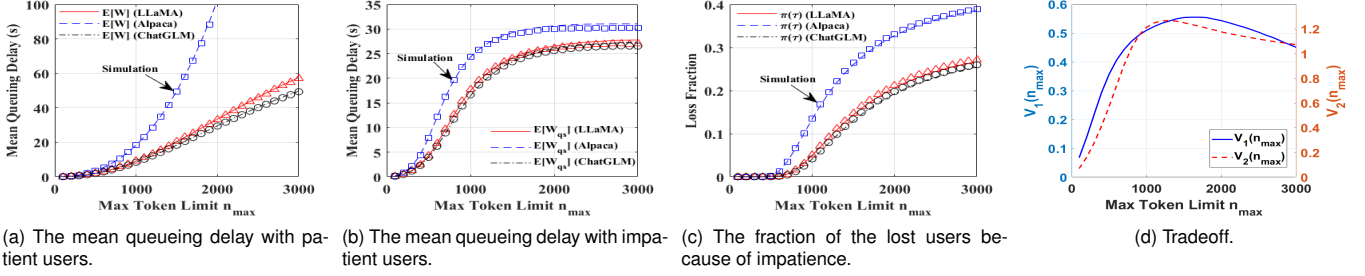 100
80
60
40
20
0
Mean Queuing Delay (s)
E[W] (LLaMA)
E[W] (Alpaca)
E[W] (ChatGLM)
Simulation
1000
2000
3000
Max Token Limit n_max
(a) The mean queueing delay with pa-
tient users.
35
30
25
20
15
10
5
0
Mean Queuing Delay (s)
Simulation
E[W_qs] (LLaMA)
E[W_qs] (Alpaca)
E[W_qs] (ChatGLM)
1000
2000
3000
Max Token Limit n_max
(b) The mean queueing delay with impa-
tient users.
0.4
0.3
0.2
0.1
0
Loss Fraction
π(τ) (LLaMA)
π(τ) (Alpaca)
π(τ) (ChatGLM)
Simulation
1000
2000
3000
Max Token Limit n_max
(c) The fraction of the lost users be-
cause of impatience.
0.6
0.5
0.4
0.3
0.2
0.1
0
V_1(n_max)
1.2
1
0.8
0.6
0.4
0.2
0
V_2(n_max)
V_1(n_max)
V_2(n_max)
0
1000
2000
3000
Max Token Limit n_max
(d) Tradeoff.